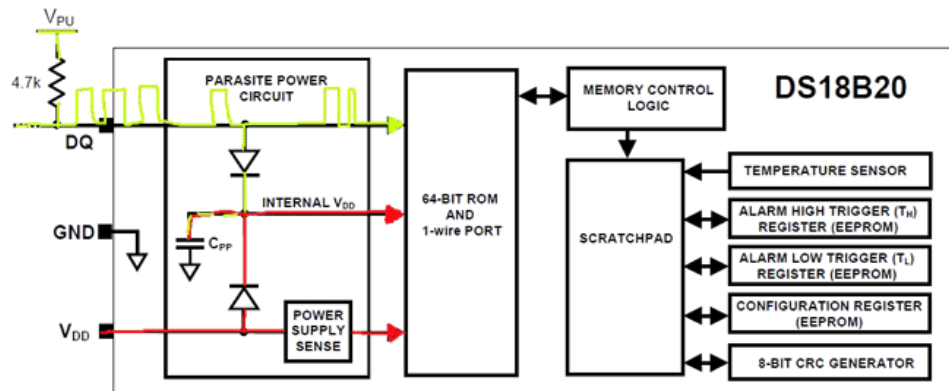 VPU
4.7k
DQ
GND
VDD
PARASITE POWER
CIRCUIT
INTERNAL VDD
CPP
POWER
SUPPLY
SENSE
64-BIT ROM
AND
1-wire PORT
MEMORY CONTROL
LOGIC
DS18B20
SCRATCHPAD
TEMPERATURE SENSOR
ALARM HIGH TRIGGER (TH)
REGISTER (EEPROM)
ALARM LOW TRIGGER (TL)
REGISTER (EEPROM)
CONFIGURATION REGISTER
(EEPROM)
8-BIT CRC GENERATOR